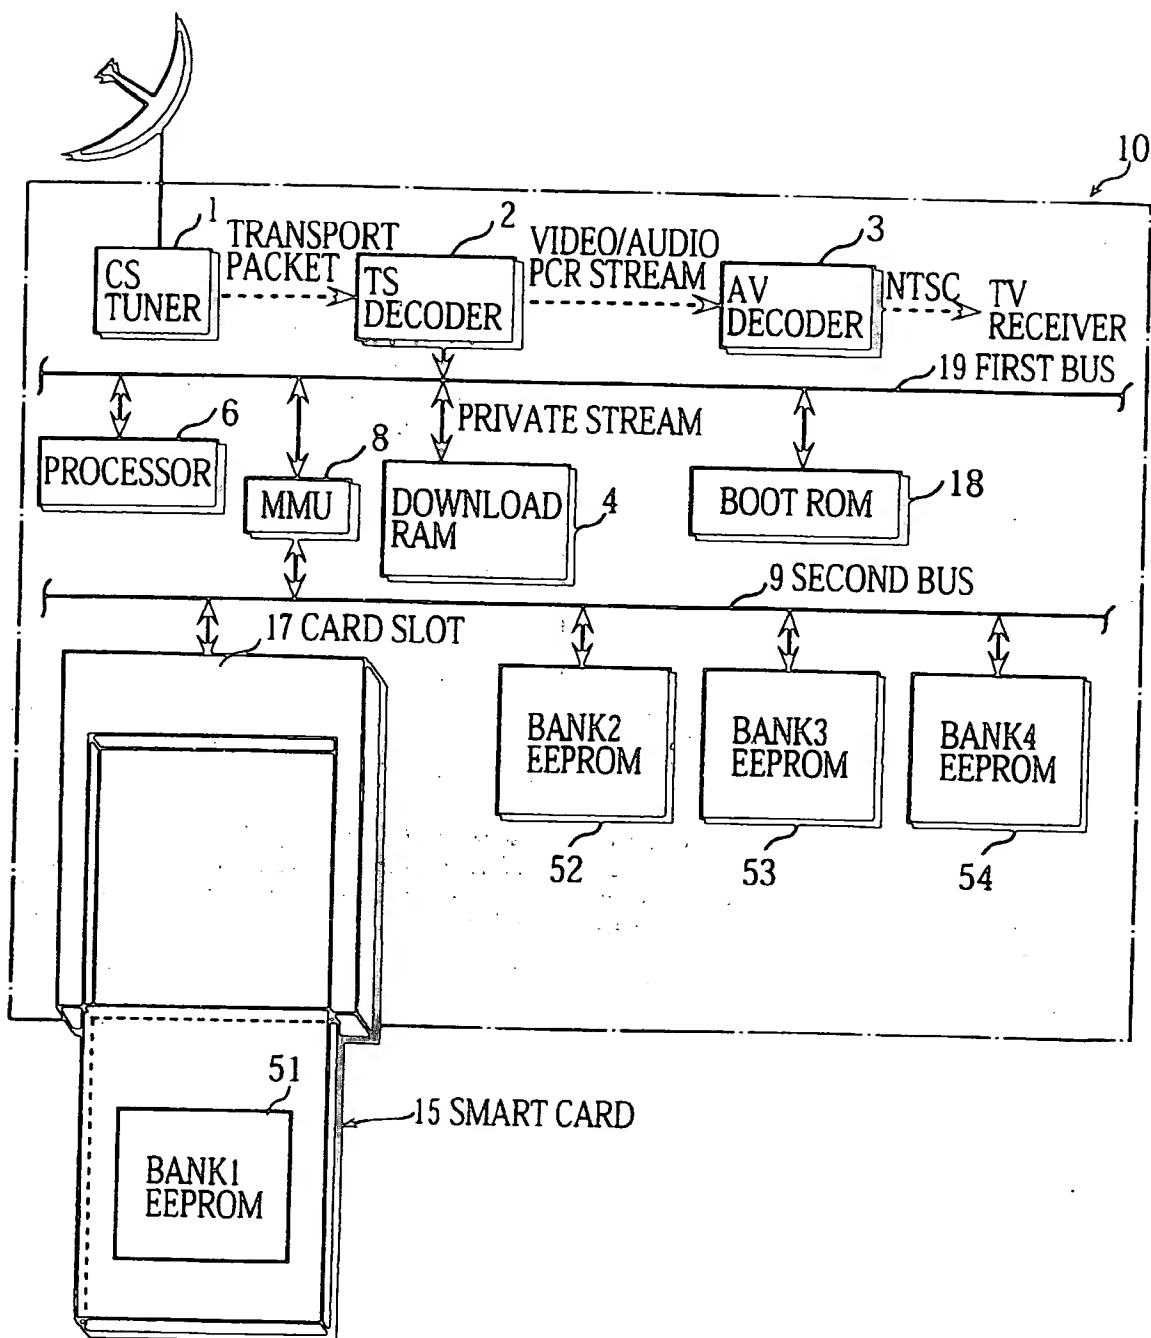 10
1
TRANSPORT
PACKET
2
VIDEO/AUDIO
PCR STREAM
3
CS
TUNER
TS
DECODER
AV
DECODER
NTSC
TV
RECEIVER
19 FIRST BUS
6
PRIVATE STREAM
PROCESSOR
8
MMU
DOWNLOAD
RAM
4
BOOT ROM
18
9 SECOND BUS
17 CARD SLOT
BANK2
EEPROM
BANK3
EEPROM
BANK4
EEPROM
52
53
54
51
15 SMART CARD
BANK1
EEPROM